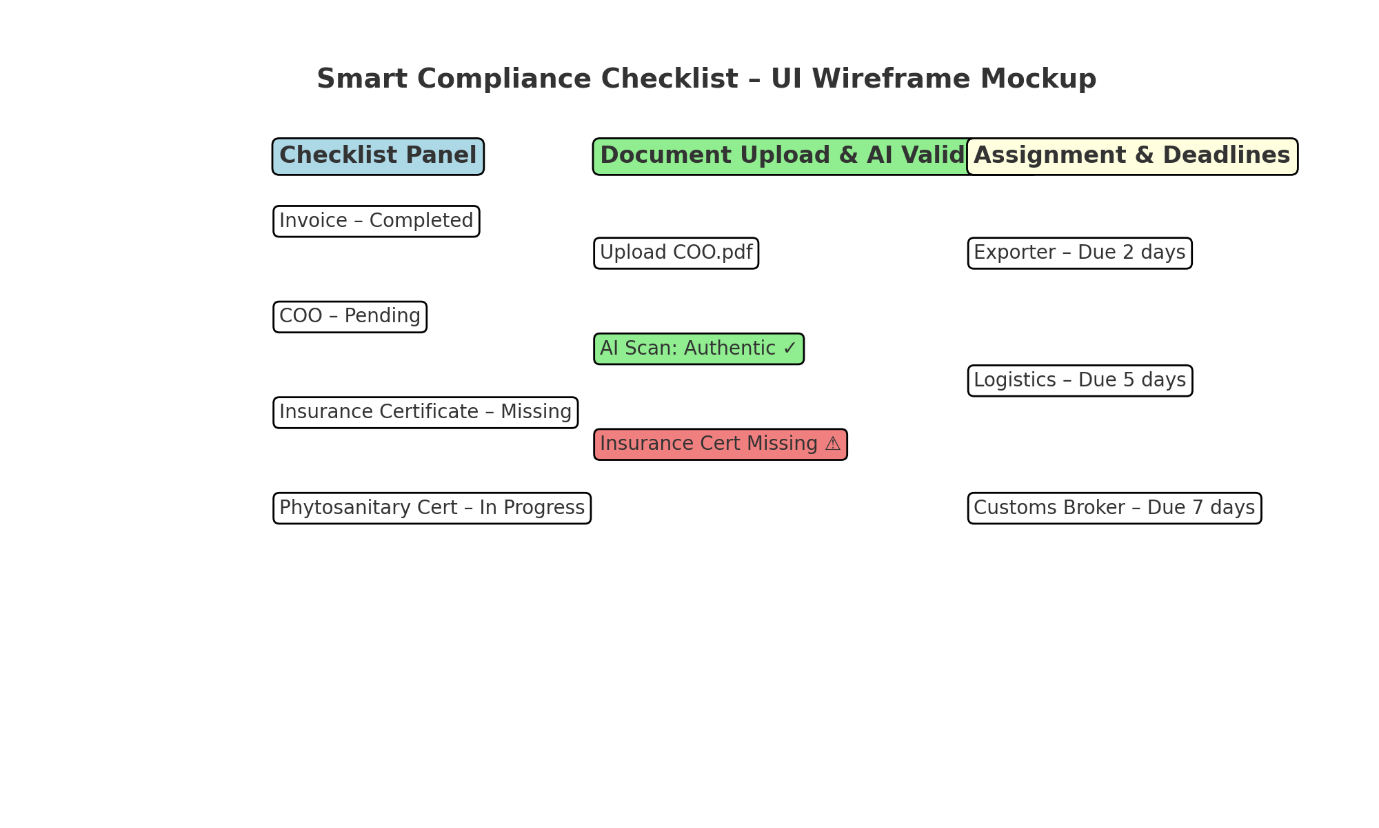 Smart Compliance Checklist – UI Wireframe Mockup
Checklist Panel
Invoice – Completed
COO – Pending
Insurance Certificate – Missing
Phytosanitary Cert – In Progress
Document Upload & AI Valid
Upload COO.pdf
AI Scan: Authentic ✓
Insurance Cert Missing ⚠
Assignment & Deadlines
Exporter – Due 2 days
Logistics – Due 5 days
Customs Broker – Due 7 days